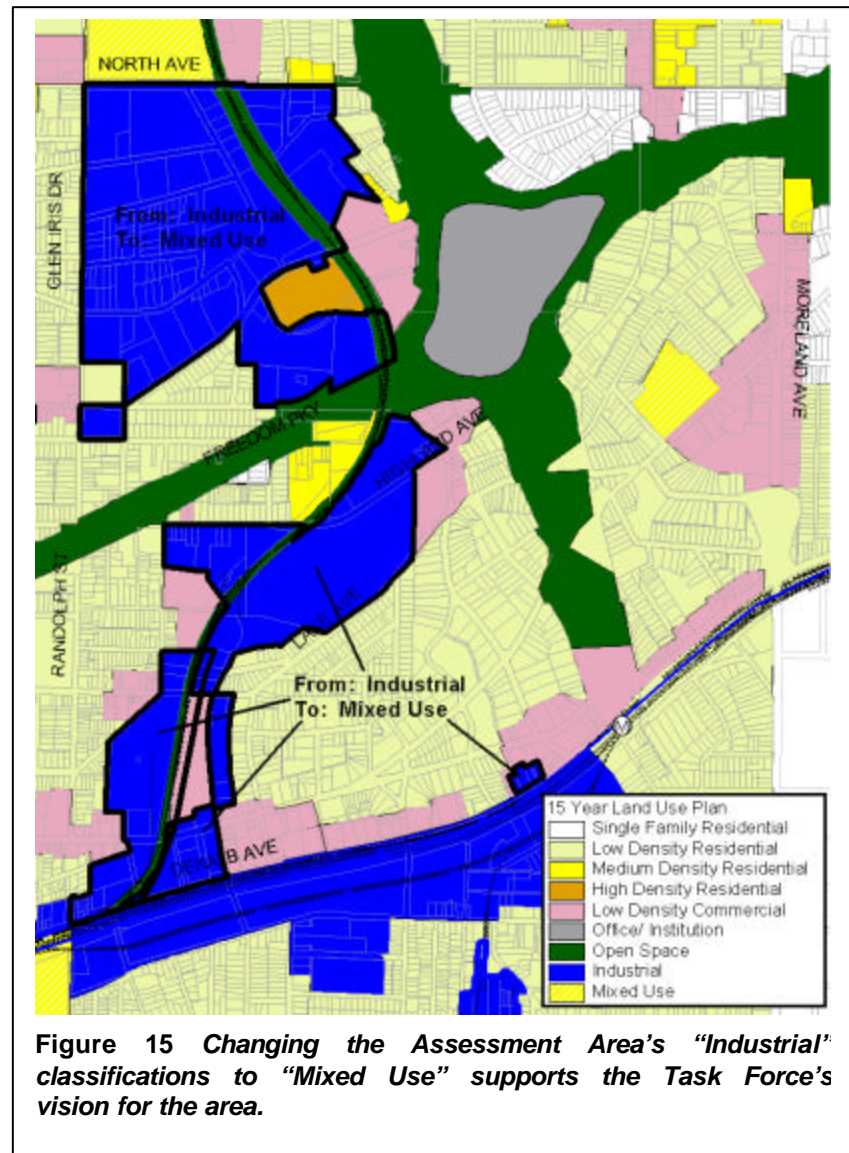 NORTH AVE
GLEN IRIS DR
From: Industrial
To: Mixed Use
MORELAND AVE
FREEDOM PKY
HIGHLAND AVE
RANDOLPH ST
LAKE AVE
From: Industrial
To: Mixed Use
M
DEKALB AVE
15 Year Land Use Plan
Single Family Residential
Low Density Residential
Medium Density Residential
High Density Residential
Low Density Commercial
Office/ Institution
Open Space
Industrial
Mixed Use
Figure 15 Changing the Assessment Area's “Industrial”
classifications to “Mixed Use” supports the Task Force's
vision for the area.